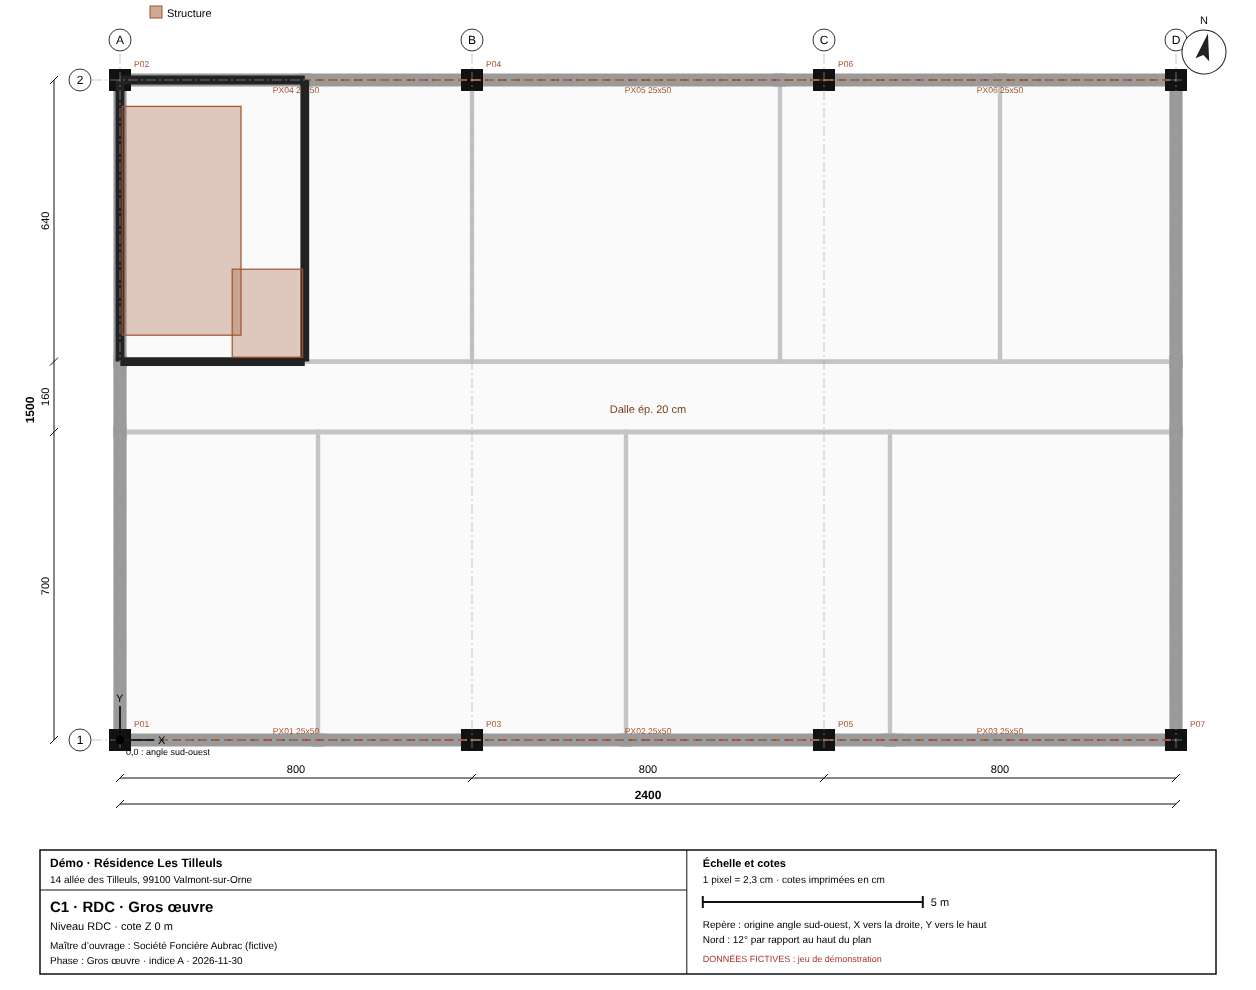 Structure
N
A
B
C
D
P02
P04
P06
2
PX04 25x50
PX05 25x50
PX06 25x50
640
160
1500
Dalle ép. 20 cm
700
Y
P01
P03
P05
P07
PX01 25x50
PX02 25x50
PX03 25x50
1
X
0,0 : angle sud-ouest
800
800
800
2400
Démo · Résidence Les Tilleuls
14 allée des Tilleuls, 99100 Valmont-sur-Orne
C1 · RDC · Gros œuvre
Niveau RDC · cote Z 0 m
Maître d'ouvrage : Société Foncière Aubrac (fictive)
Phase : Gros œuvre · indice A · 2026-11-30
Échelle et cotes
1 pixel = 2,3 cm · cotes imprimées en cm
5 m
Repère : origine angle sud-ouest, X vers la droite, Y vers le haut
Nord : 12° par rapport au haut du plan
DONNÉES FICTIVES : jeu de démonstration